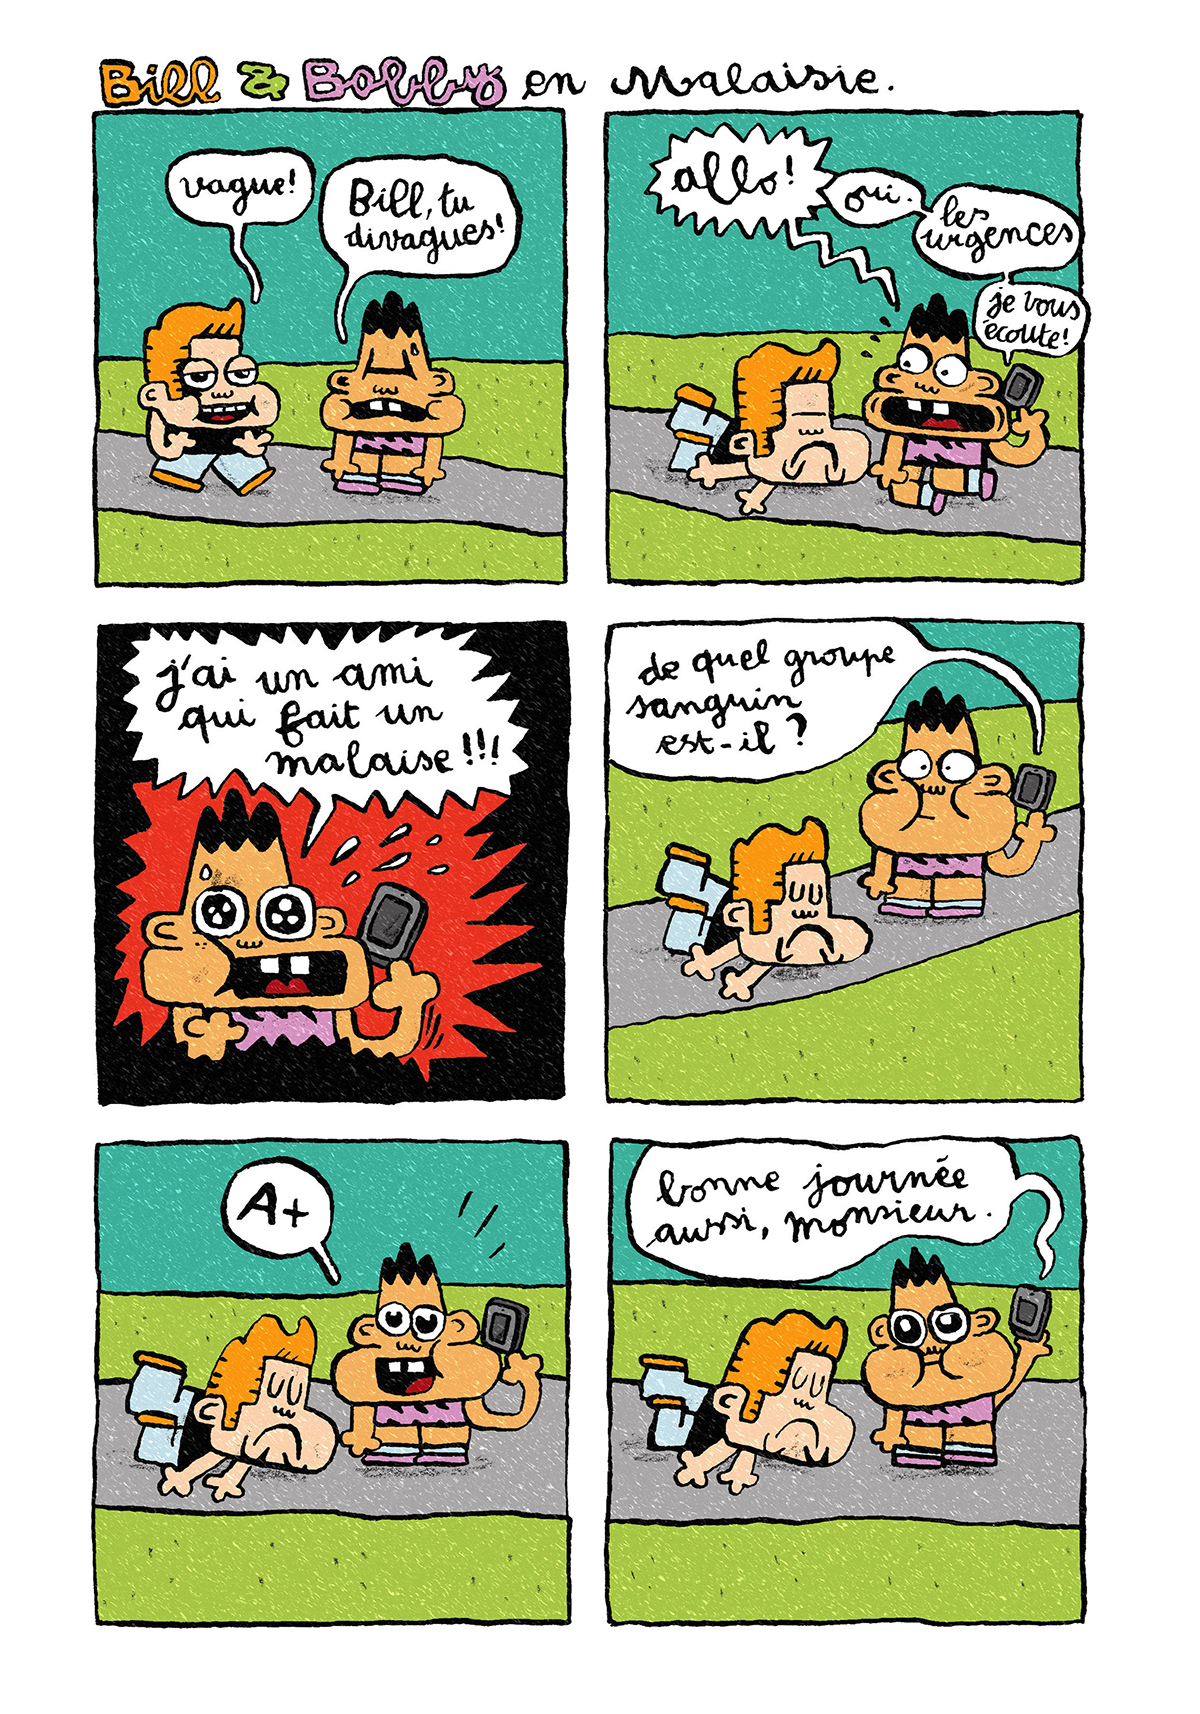 Bill & Bobby en Malaisie.
vague!
Bill, tu
divagues!
allo!
oui.
les
urgences
je vous
écoute!
j'ai un ami
qui fait un
malaise!!!
de quel groupe
sanguin
est-il?
A+
bonne journée
aussi, monsieur.